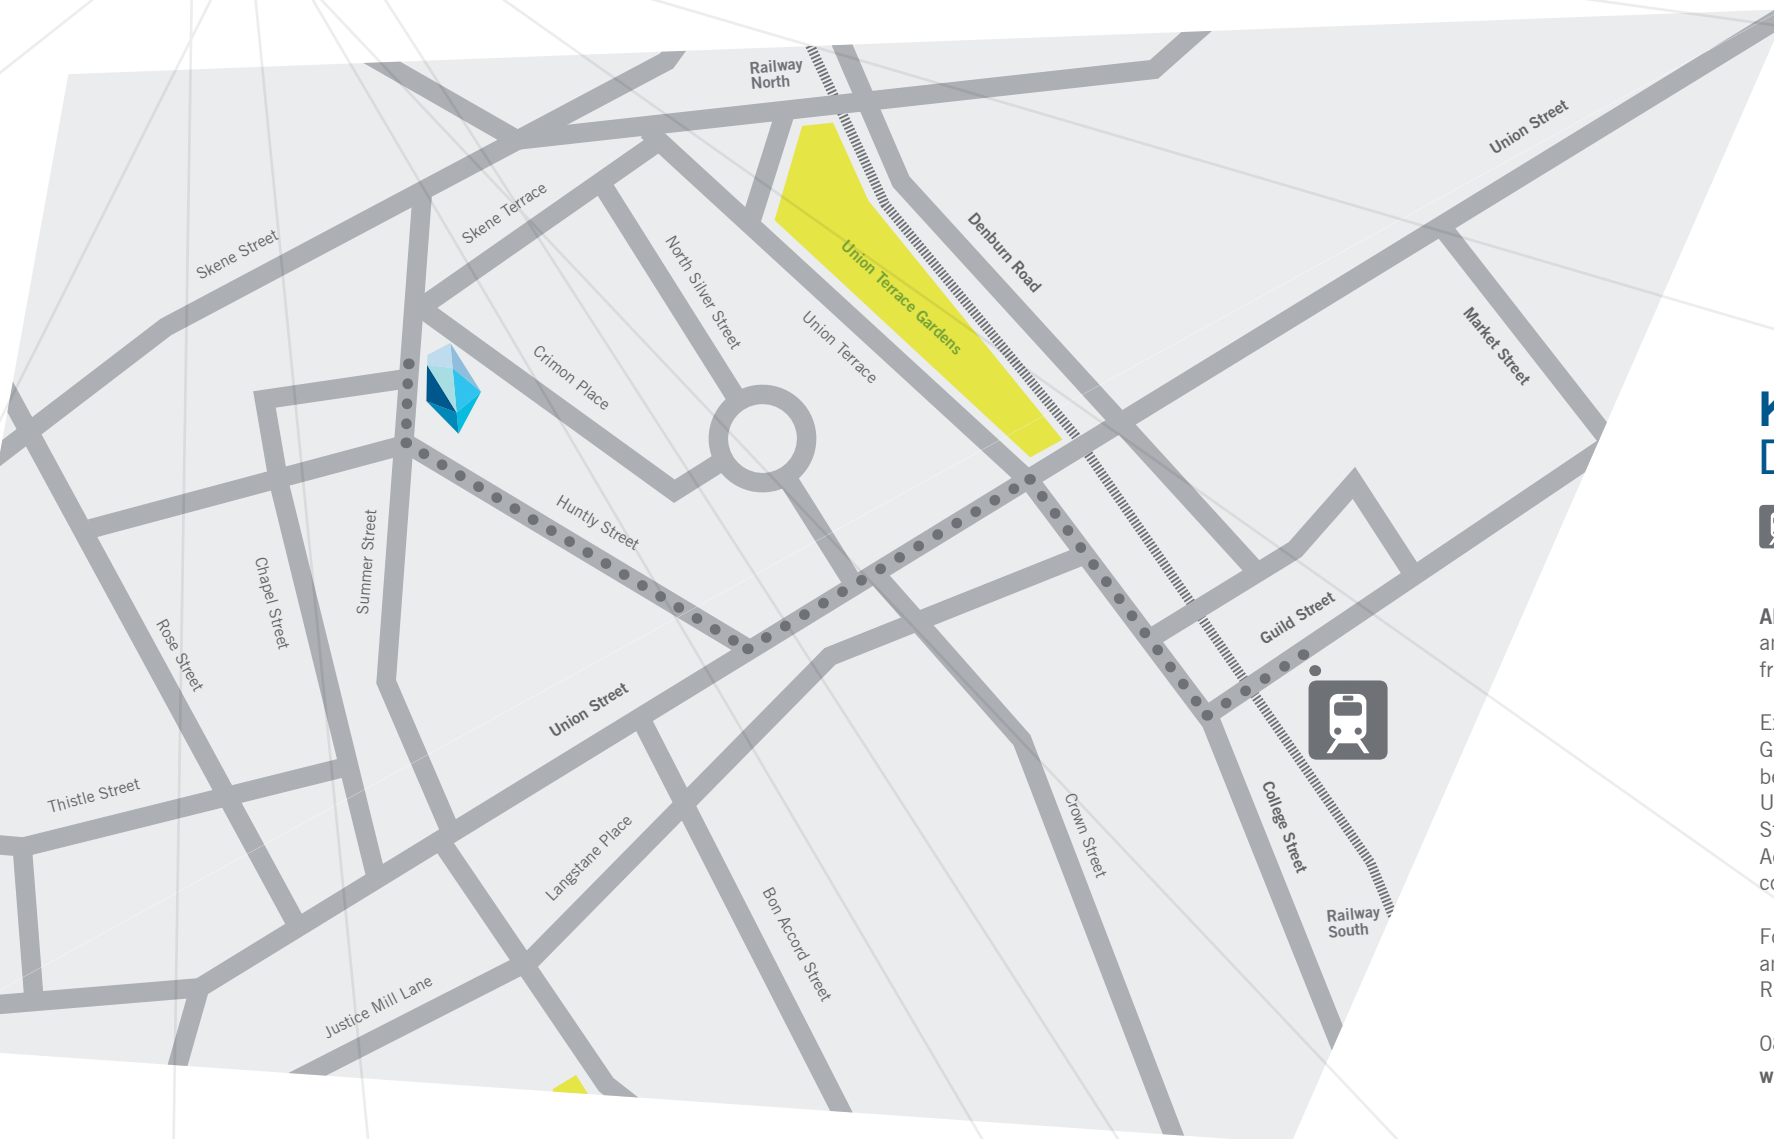 Railway
North
Union Street
Skene Terrace
Skene Street
Denburn Road
North Silver Street
Union Terrace Gardens
Union Terrace
Market Street
Crimon Place
Huntly Street
Summer Street
Chapel Street
Rose Street
Guild Street
Union Street
Thistle Street
Langstane Place
Crown Street
College Street
Bon Accord Street
Railway
South
Justice Mill Lane